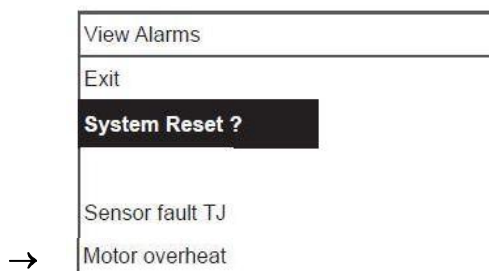 View Alarms
Exit
System Reset ?
Sensor fault TJ
→ Motor overheat